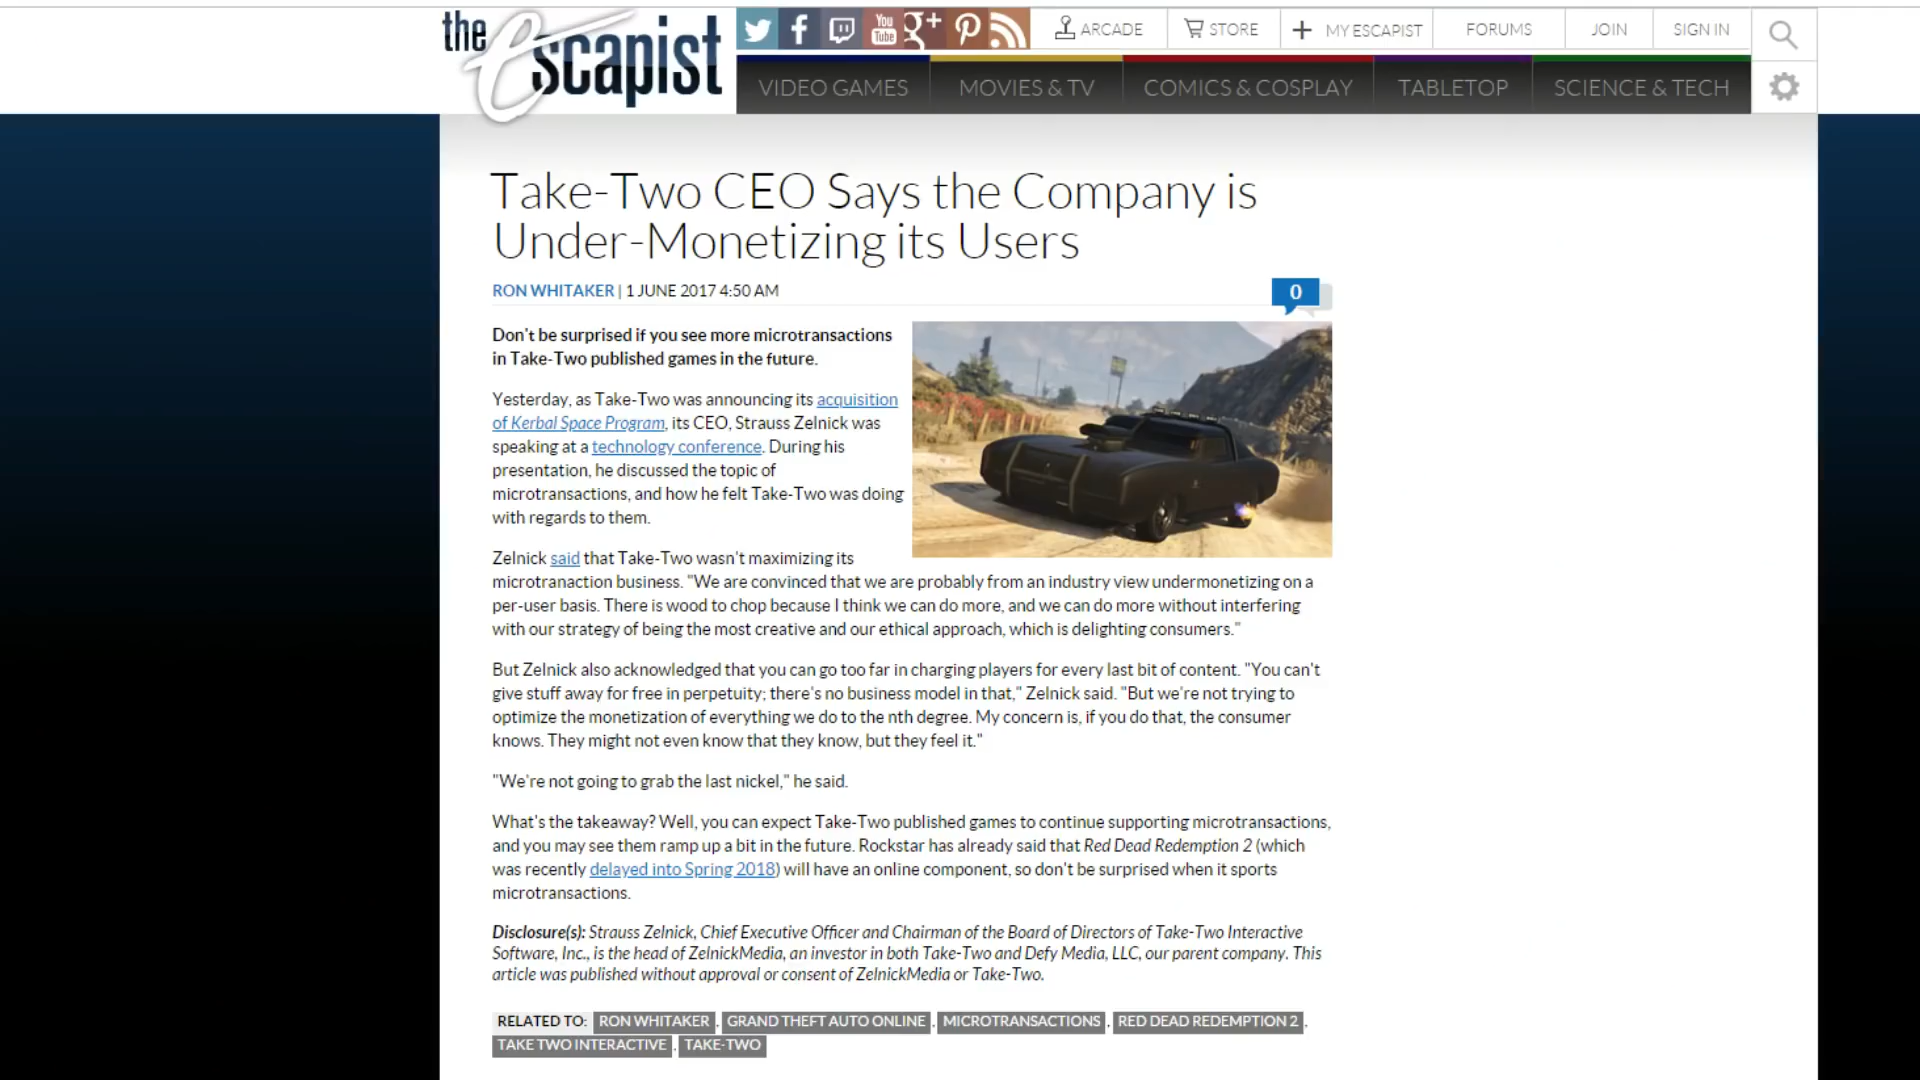 the escapist
You Tube g+
ARCADE STORE MY ESCAPIST FORUMS JOIN SIGN IN
VIDEO GAMES MOVIES & TV COMICS & COSPLAY TABLETOP SCIENCE & TECH
Take-Two CEO Says the Company is
Under-Monetizing its Users
RON WHITAKER | 1 JUNE 2017 4:50 AM
0
Don't be surprised if you see more microtransactions
in Take-Two published games in the future.
Yesterday, as Take-Two was announcing its acquisition
of Kerbal Space Program, its CEO, Strauss Zelnick was
speaking at a technology conference. During his
presentation, he discussed the topic of
microtransactions, and how he felt Take-Two was doing
with regards to them.
Zelnick said that Take-Two wasn't maximizing its
microtranaction business. "We are convinced that we are probably from an industry view undermonetizing on a
per-user basis. There is wood to chop because I think we can do more, and we can do more without interfering
with our strategy of being the most creative and our ethical approach, which is delighting consumers."
But Zelnick also acknowledged that you can go too far in charging players for every last bit of content. "You can't
give stuff away for free in perpetuity; there's no business model in that," Zelnick said. "But we're not trying to
optimize the monetization of everything we do to the nth degree. My concern is, if you do that, the consumer
knows. They might not even know that they know, but they feel it."
"We're not going to grab the last nickel," he said.
What's the takeaway? Well, you can expect Take-Two published games to continue supporting microtransactions,
and you may see them ramp up a bit in the future. Rockstar has already said that Red Dead Redemption 2 (which
was recently delayed into Spring 2018) will have an online component, so don't be surprised when it sports
microtransactions.
Disclosure(s): Strauss Zelnick, Chief Executive Officer and Chairman of the Board of Directors of Take-Two Interactive
Software, Inc., is the head of ZelnickMedia, an investor in both Take-Two and Defy Media, LLC, our parent company. This
article was published without approval or consent of ZelnickMedia or Take-Two.
RELATED TO: RON WHITAKER , GRAND THEFT AUTO ONLINE , MICROTRANSACTIONS , RED DEAD REDEMPTION 2 ,
TAKE TWO INTERACTIVE , TAKE-TWO